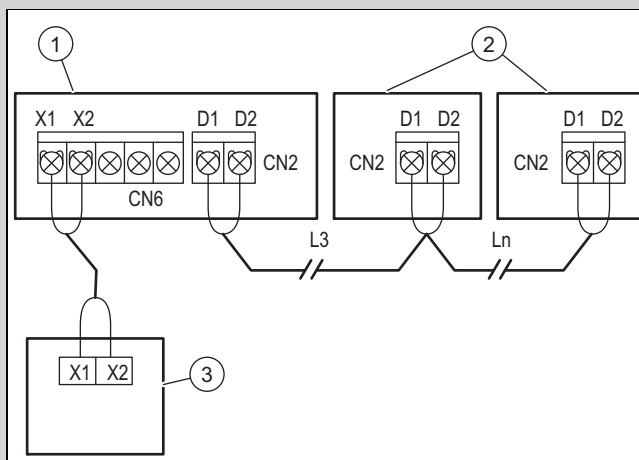 1 2
X1 X2 D1 D2 D1 D2 D1 D2
CN2 CN2 CN2
CN6
L3 Ln
X1 X2 3